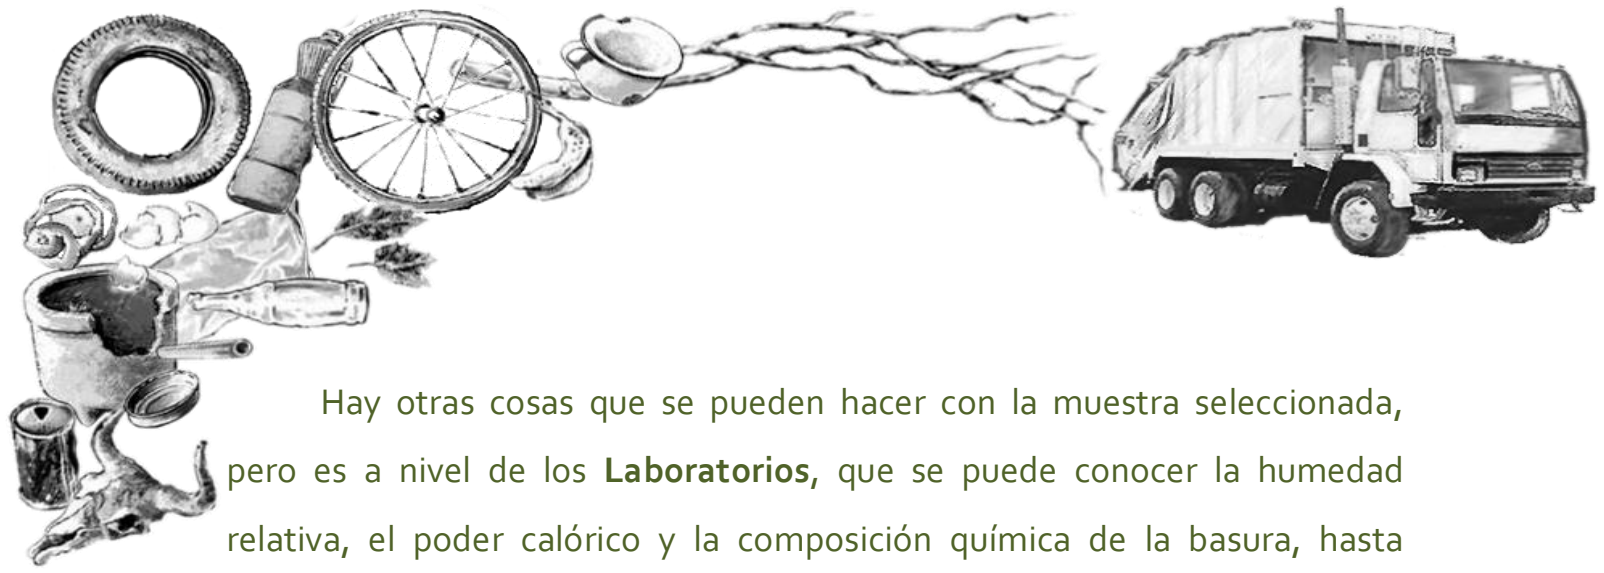 Hay otras cosas que se pueden hacer con la muestra seleccionada,
pero es a nivel de los Laboratorios, que se puede conocer la humedad
relativa, el poder calórico y la composición química de la basura, hasta